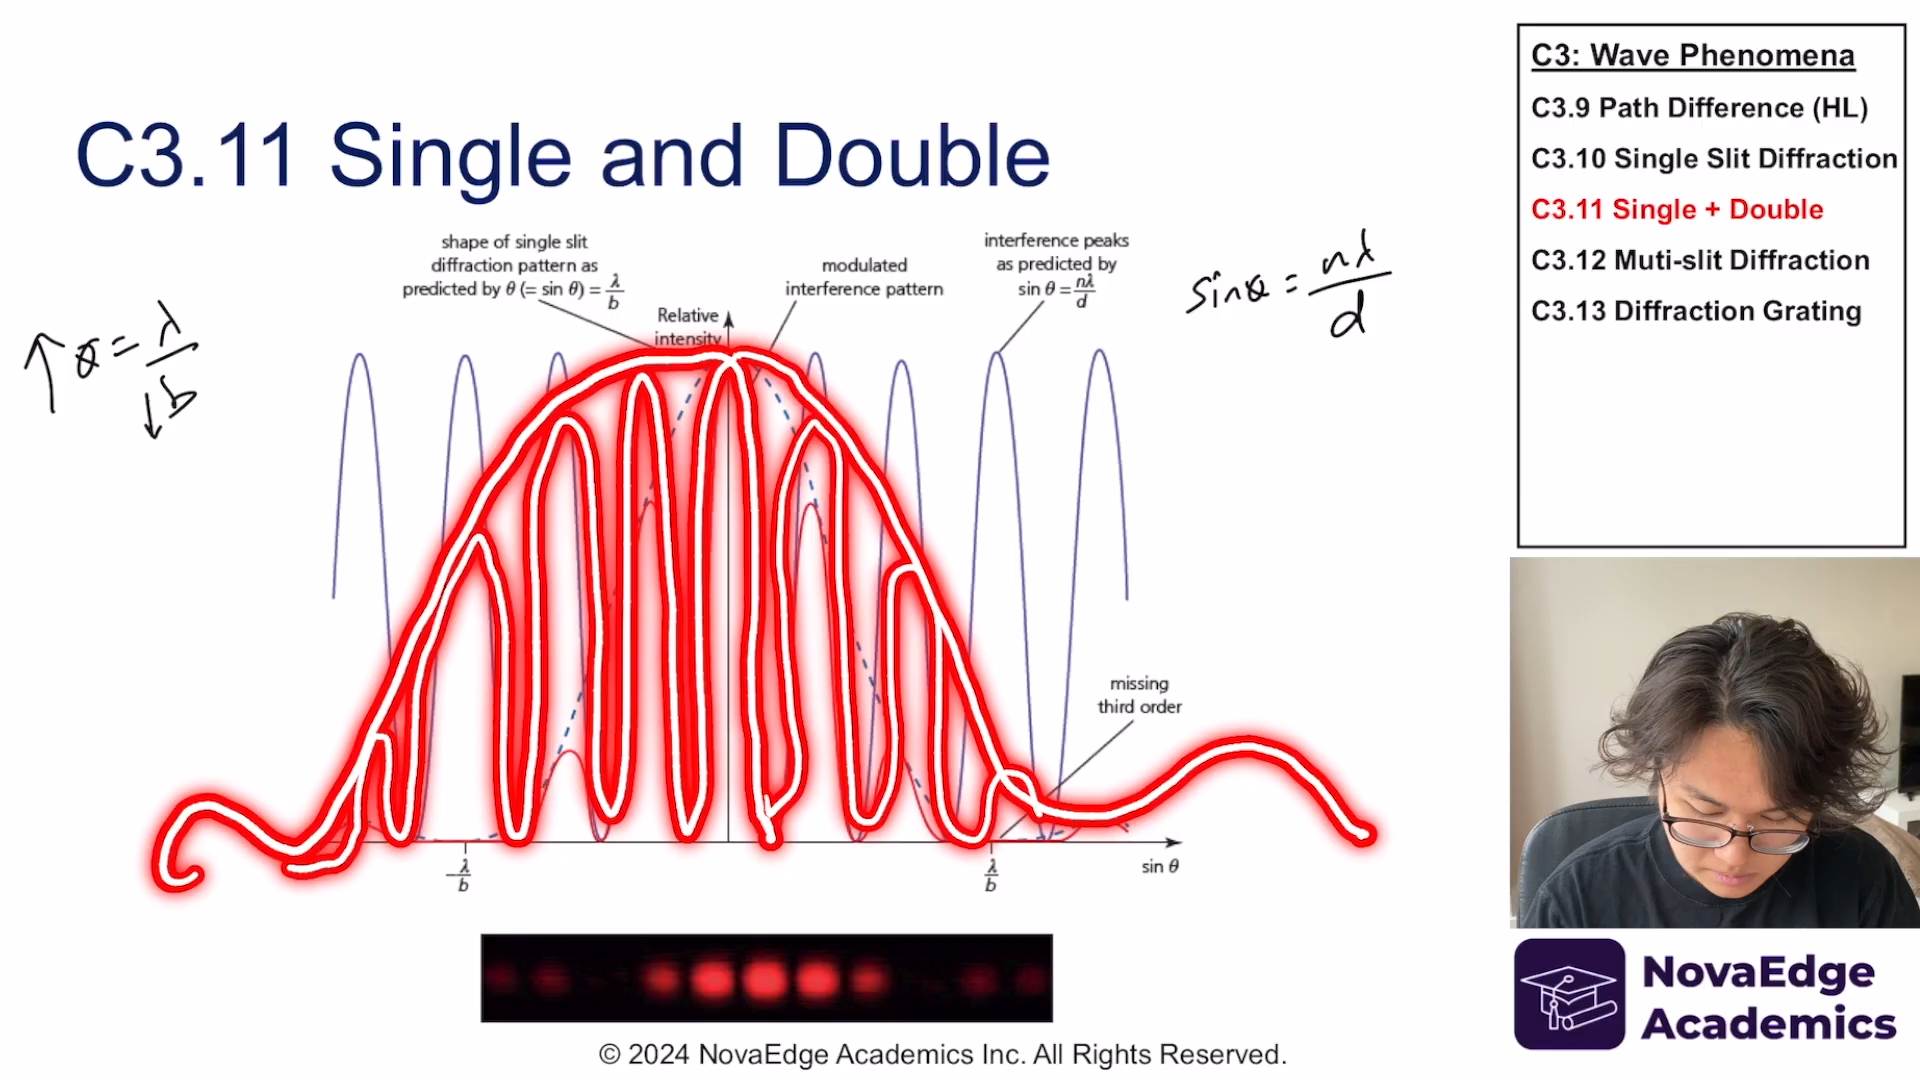 C3.11 Single and Double
shape of single slit
diffraction pattern as
predicted by θ (= sin θ) = λ/b
Relative
intensity
modulated
interference pattern
interference peaks
as predicted by
sin θ = nλ/d
sinθ = nλ/d
↑ θ = λ/↓b
missing
third order
-λ/b
λ/b
sin θ
© 2024 NovaEdge Academics Inc. All Rights Reserved.
C3: Wave Phenomena
C3.9 Path Difference (HL)
C3.10 Single Slit Diffraction
C3.11 Single + Double
C3.12 Muti-slit Diffraction
C3.13 Diffraction Grating
NovaEdge
Academics